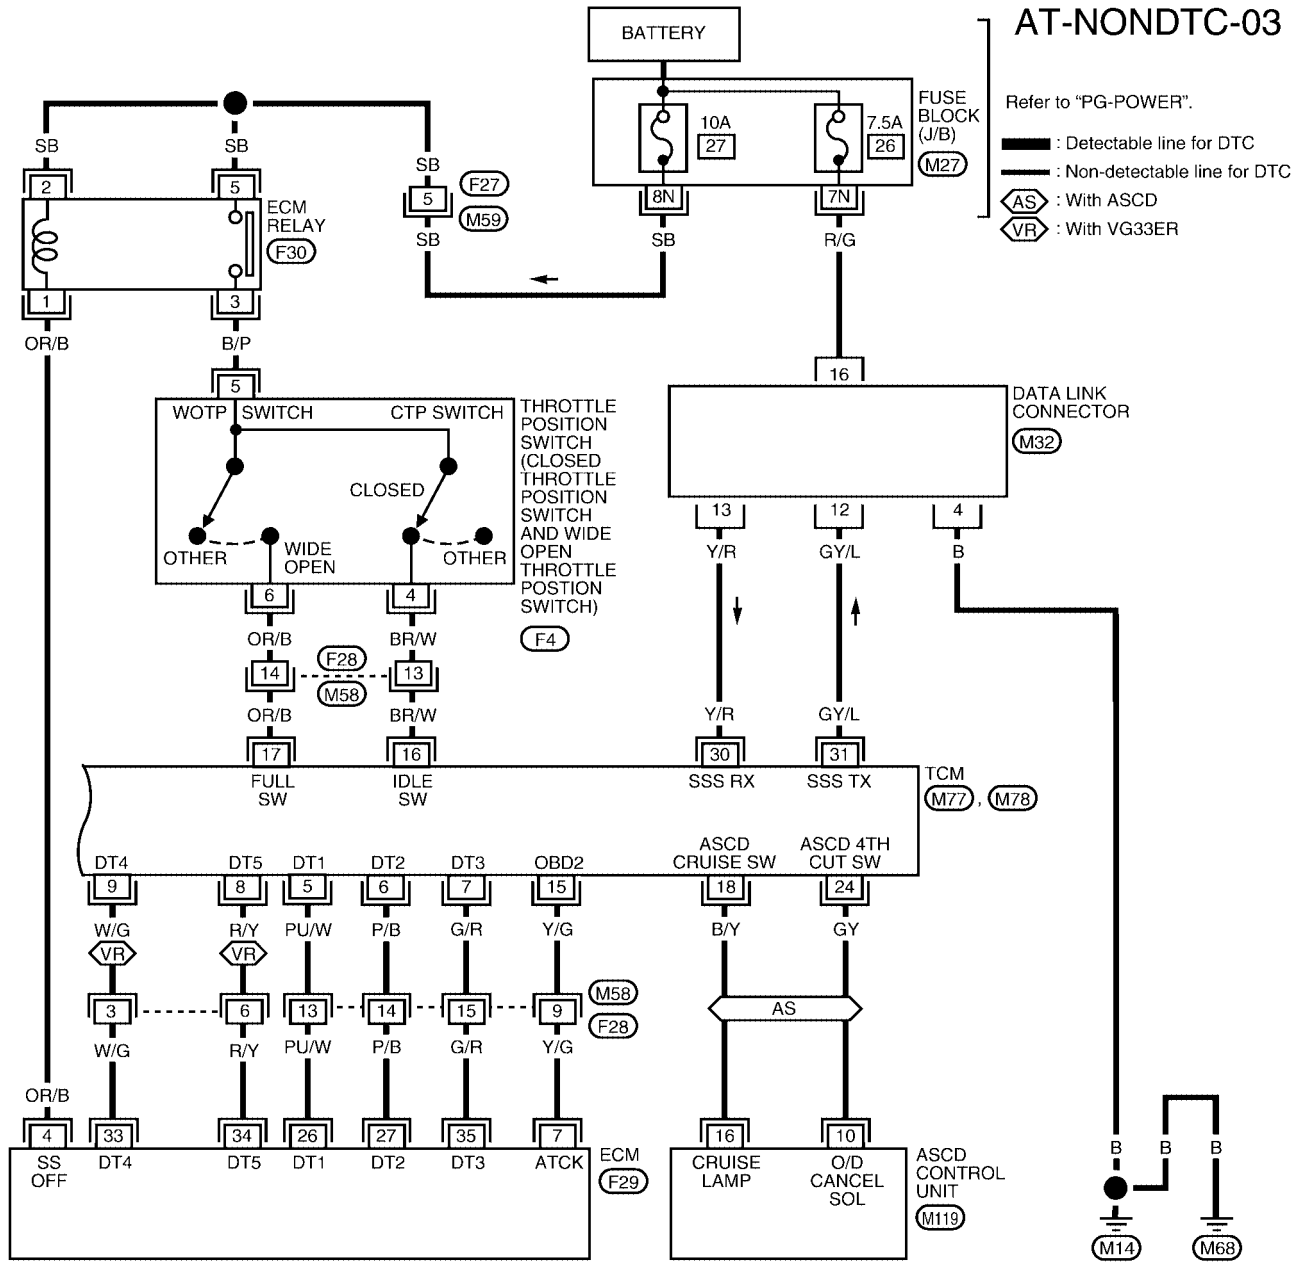 AT-NONDTC-03
BATTERY
Refer to "PG-POWER".
: Detectable line for DTC
: Non-detectable line for DTC
AS : With ASCD
VR : With VG33ER
FUSE
BLOCK
(J/B)
M27
10A
27
7.5A
26
8N
7N
SB
R/G
SB
SB
SB
5
F27
M59
SB
2
5
ECM
RELAY
F30
1
3
OR/B
B/P
5
WOTP SWITCH
CTP SWITCH
CLOSED
OTHER
WIDE
OPEN
OTHER
THROTTLE
POSITION
SWITCH
(CLOSED
THROTTLE
POSITION
SWITCH
AND WIDE
OPEN
THROTTLE
POSTION
SWITCH)
F4
6
4
OR/B
BR/W
14
F28
M58
13
OR/B
BR/W
17
16
16
DATA LINK
CONNECTOR
M32
13
12
4
Y/R
GY/L
B
Y/R
GY/L
30
31
FULL
SW
IDLE
SW
SSS RX
SSS TX
TCM
M77 , M78
DT4
DT5
DT1
DT2
DT3
OBD2
ASCD
CRUISE SW
ASCD 4TH
CUT SW
9
8
5
6
7
15
18
24
W/G
R/Y
PU/W
P/B
G/R
Y/G
B/Y
GY
VR
VR
3
6
13
14
15
9
M58
F28
AS
W/G
R/Y
PU/W
P/B
G/R
Y/G
OR/B
4
33
34
26
27
35
7
16
10
SS
OFF
DT4
DT5
DT1
DT2
DT3
ATCK
ECM
F29
CRUISE
LAMP
O/D
CANCEL
SOL
ASCD
CONTROL
UNIT
M119
B
B
B
M14
M68